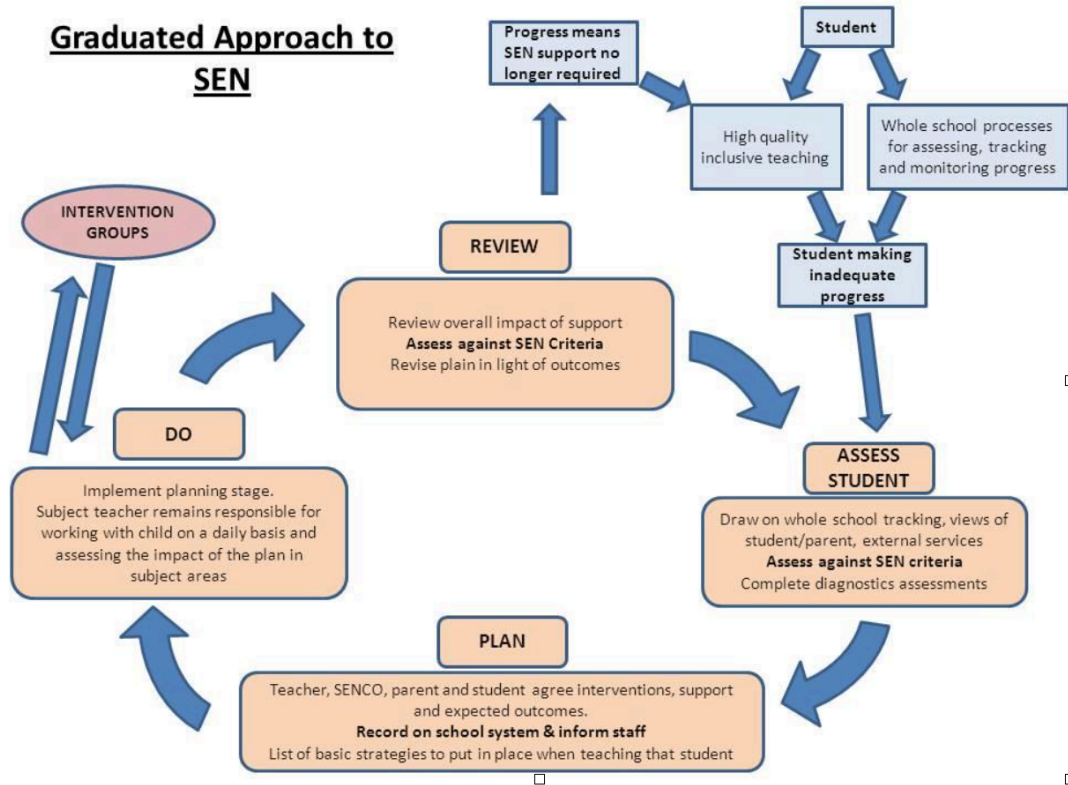 Graduated Approach to
SEN
Progress means
SEN support no
longer required
Student
High quality
inclusive teaching
Whole school processes
for assessing, tracking
and monitoring progress
Student making
inadequate
progress
INTERVENTION
GROUPS
REVIEW
Review overall impact of support
Assess against SEN Criteria
Revise plain in light of outcomes
DO
Implement planning stage.
Subject teacher remains responsible for
working with child on a daily basis and
assessing the impact of the plan in
subject areas
ASSESS
STUDENT
Draw on whole school tracking, views of
student/parent, external services
Assess against SEN criteria
Complete diagnostics assessments
PLAN
Teacher, SENCO, parent and student agree interventions, support
and expected outcomes.
Record on school system & inform staff
List of basic strategies to put in place when teaching that student